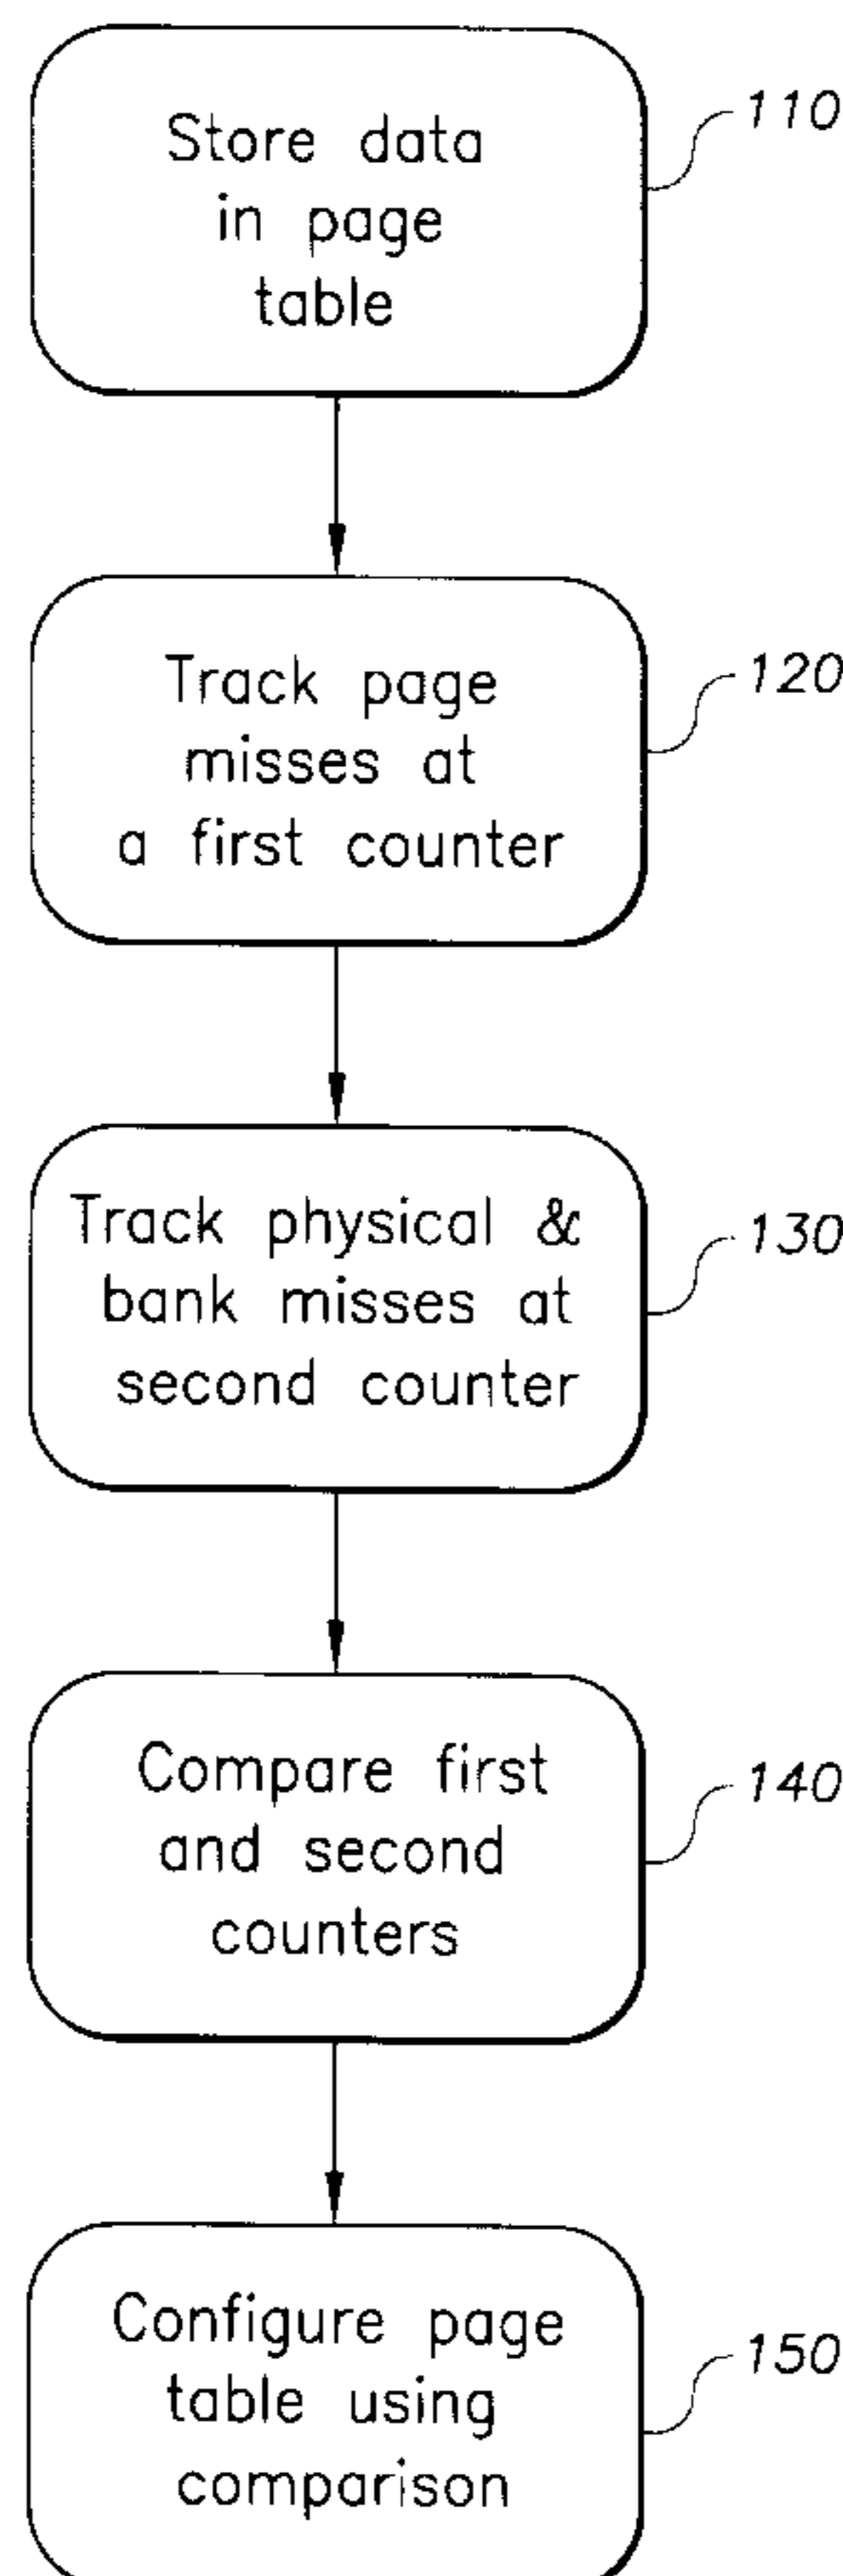 Store data
in page
table
110
Track page
misses at
a first counter
120
Track physical &
bank misses at
second counter
130
Compare first
and second
counters
140
Configure page
table using
comparison
150